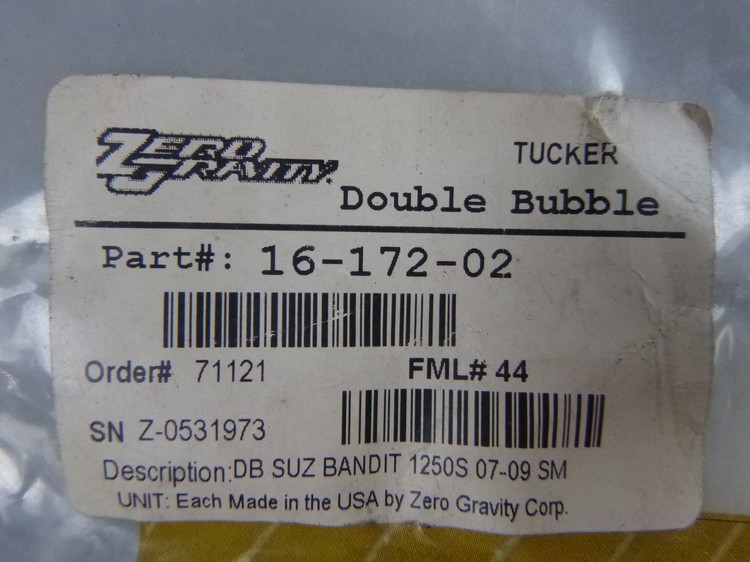 ZERO GRAVITY.
TUCKER
Double Bubble
Part#: 16-172-02
Order# 71121
FML# 44
SN Z-0531973
Description:DB SUZ BANDIT 1250S 07-09 SM
UNIT: Each Made in the USA by Zero Gravity Corp.